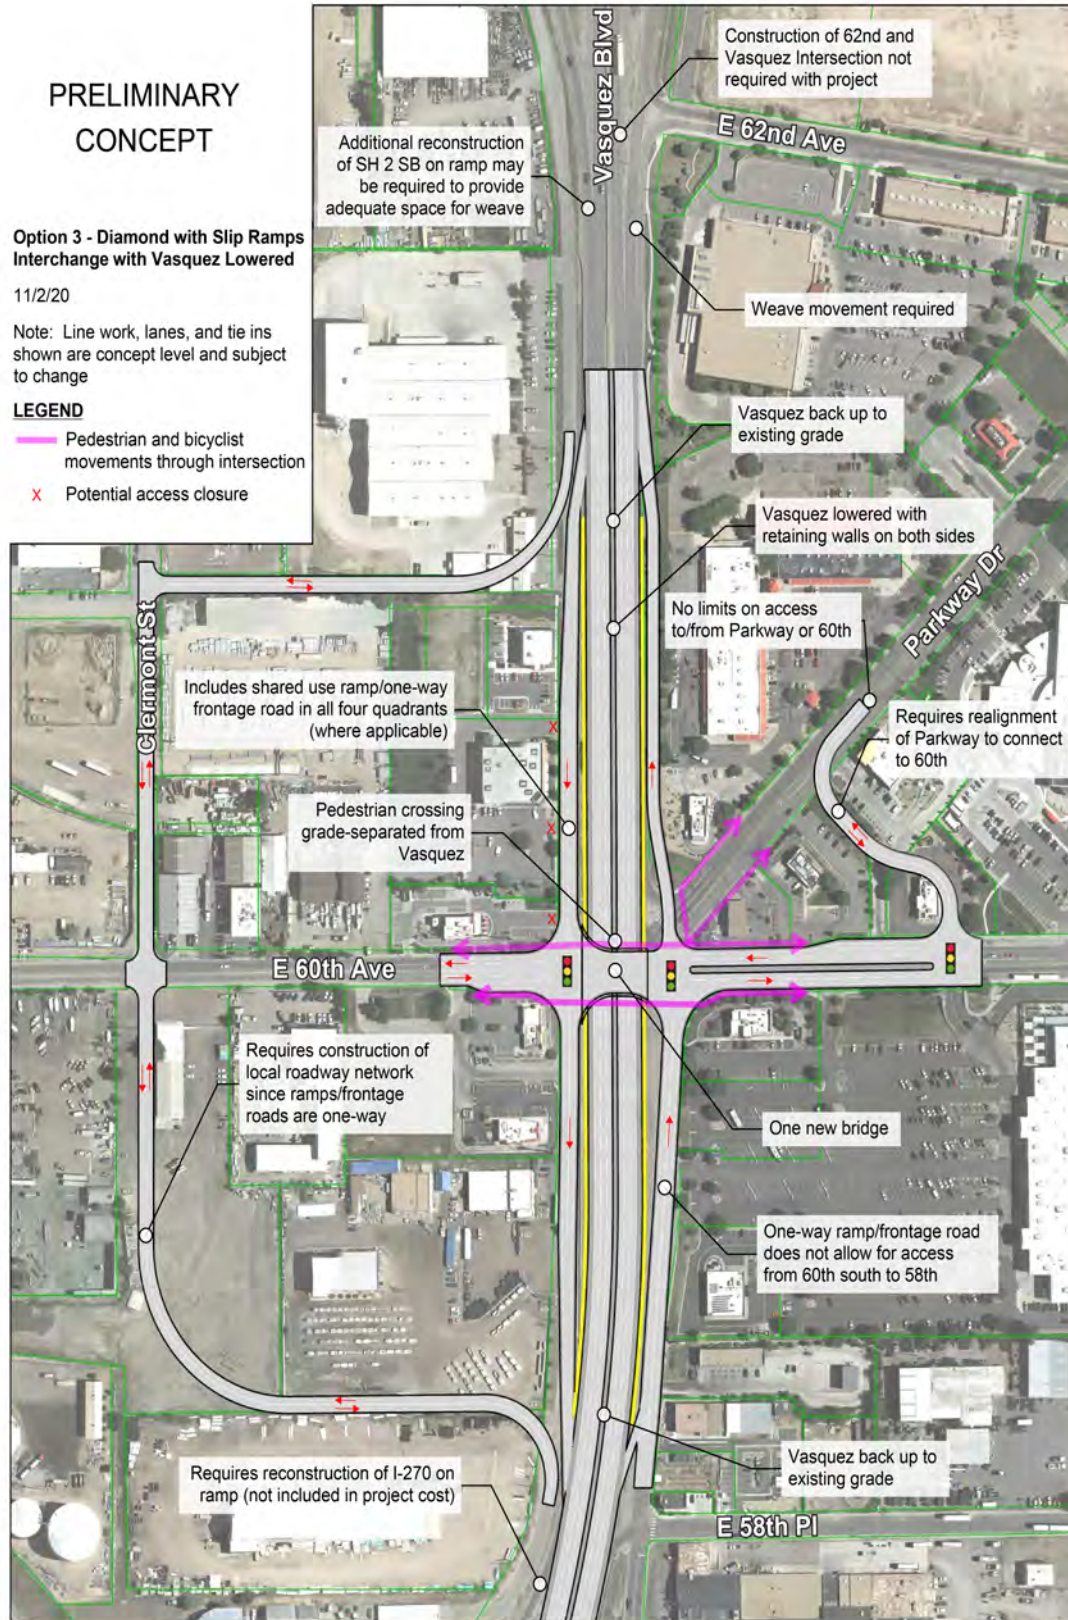 PRELIMINARY
CONCEPT
Option 3 - Diamond with Slip Ramps
Interchange with Vasquez Lowered
11/2/20
Note:  Line work, lanes, and tie ins
shown are concept level and subject
to change
LEGEND
Pedestrian and bicyclist
movements through intersection
X Potential access closure
Vasquez Blvd
Construction of 62nd and
Vasquez Intersection not
required with project
E 62nd Ave
Additional reconstruction
of SH 2 SB on ramp may
be required to provide
adequate space for weave
Weave movement required
Vasquez back up to
existing grade
Vasquez lowered with
retaining walls on both sides
No limits on access
to/from Parkway or 60th
Parkway Dr
Requires realignment
of Parkway to connect
to 60th
Clermont St
Includes shared use ramp/one-way
frontage road in all four quadrants
(where applicable)
X
Pedestrian crossing
grade-separated from
Vasquez
X
X
E 60th Ave
Requires construction of
local roadway network
since ramps/frontage
roads are one-way
One new bridge
One-way ramp/frontage road
does not allow for access
from 60th south to 58th
Vasquez back up to
existing grade
Requires reconstruction of I-270 on
ramp (not included in project cost)
E 58th Pl